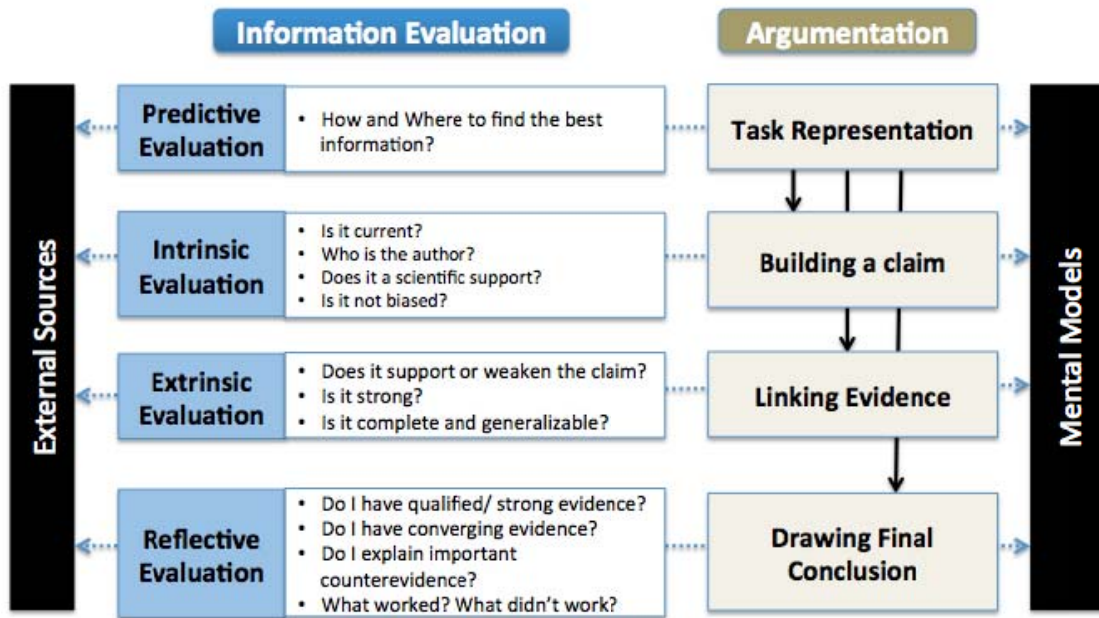 Information Evaluation
Argumentation
External Sources
Predictive
Evaluation
• How and Where to find the best
information?
Task Representation
Intrinsic
Evaluation
• Is it current?
• Who is the author?
• Does it a scientific support?
• Is it not biased?
Building a claim
Extrinsic
Evaluation
• Does it support or weaken the claim?
• Is it strong?
• Is it complete and generalizable?
Linking Evidence
Reflective
Evaluation
• Do I have qualified/ strong evidence?
• Do I have converging evidence?
• Do I explain important
counterevidence?
• What worked? What didn't work?
Drawing Final
Conclusion
Mental Models